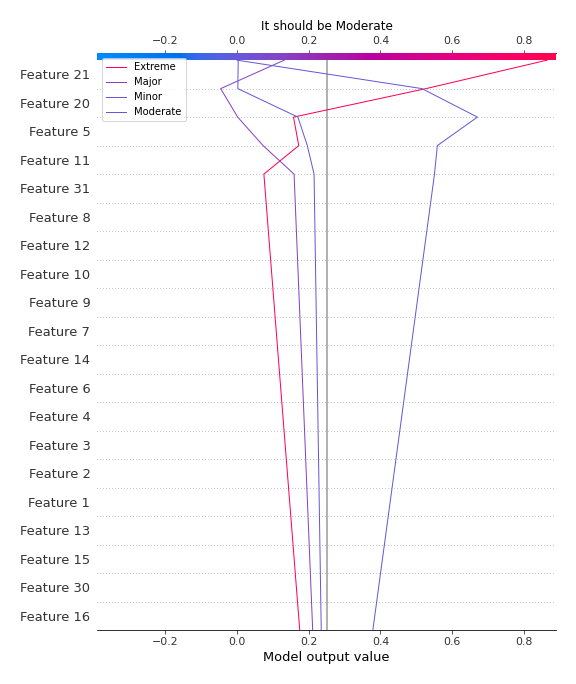 It should be Moderate
−0.2 0.0 0.2 0.4 0.6 0.8
Extreme
Major
Minor
Moderate
Feature 21
Feature 20
Feature 5
Feature 11
Feature 31
Feature 8
Feature 12
Feature 10
Feature 9
Feature 7
Feature 14
Feature 6
Feature 4
Feature 3
Feature 2
Feature 1
Feature 13
Feature 15
Feature 30
Feature 16
−0.2 0.0 0.2 0.4 0.6 0.8
Model output value